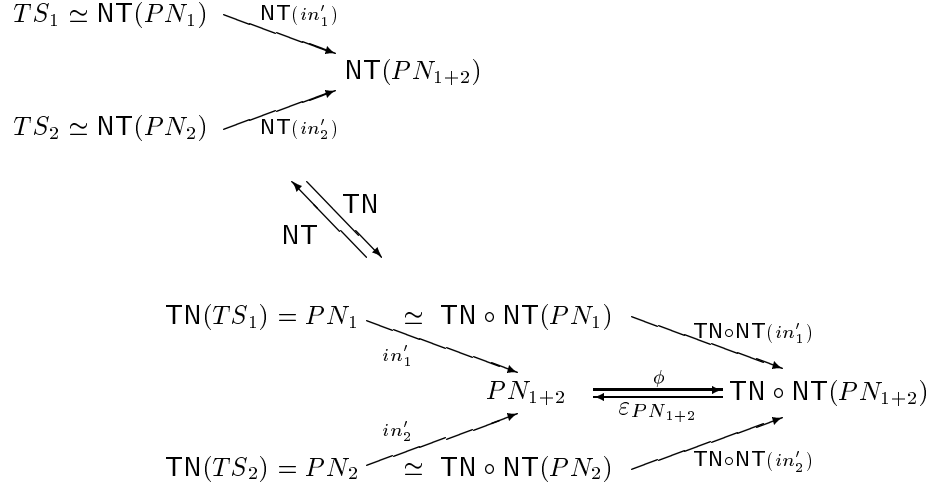 TS₁ ≃ NT(PN₁) NT(in′₁)
NT(PN₁₊₂)
TS₂ ≃ NT(PN₂) NT(in′₂)
TN
NT
TN(TS₁) = PN₁ ≃ TN ∘ NT(PN₁) TN∘NT(in′₁)
in′₁
PN₁₊₂ ϕ TN ∘ NT(PN₁₊₂)
ε_{PN₁₊₂}
in′₂
TN(TS₂) = PN₂ ≃ TN ∘ NT(PN₂) TN∘NT(in′₂)